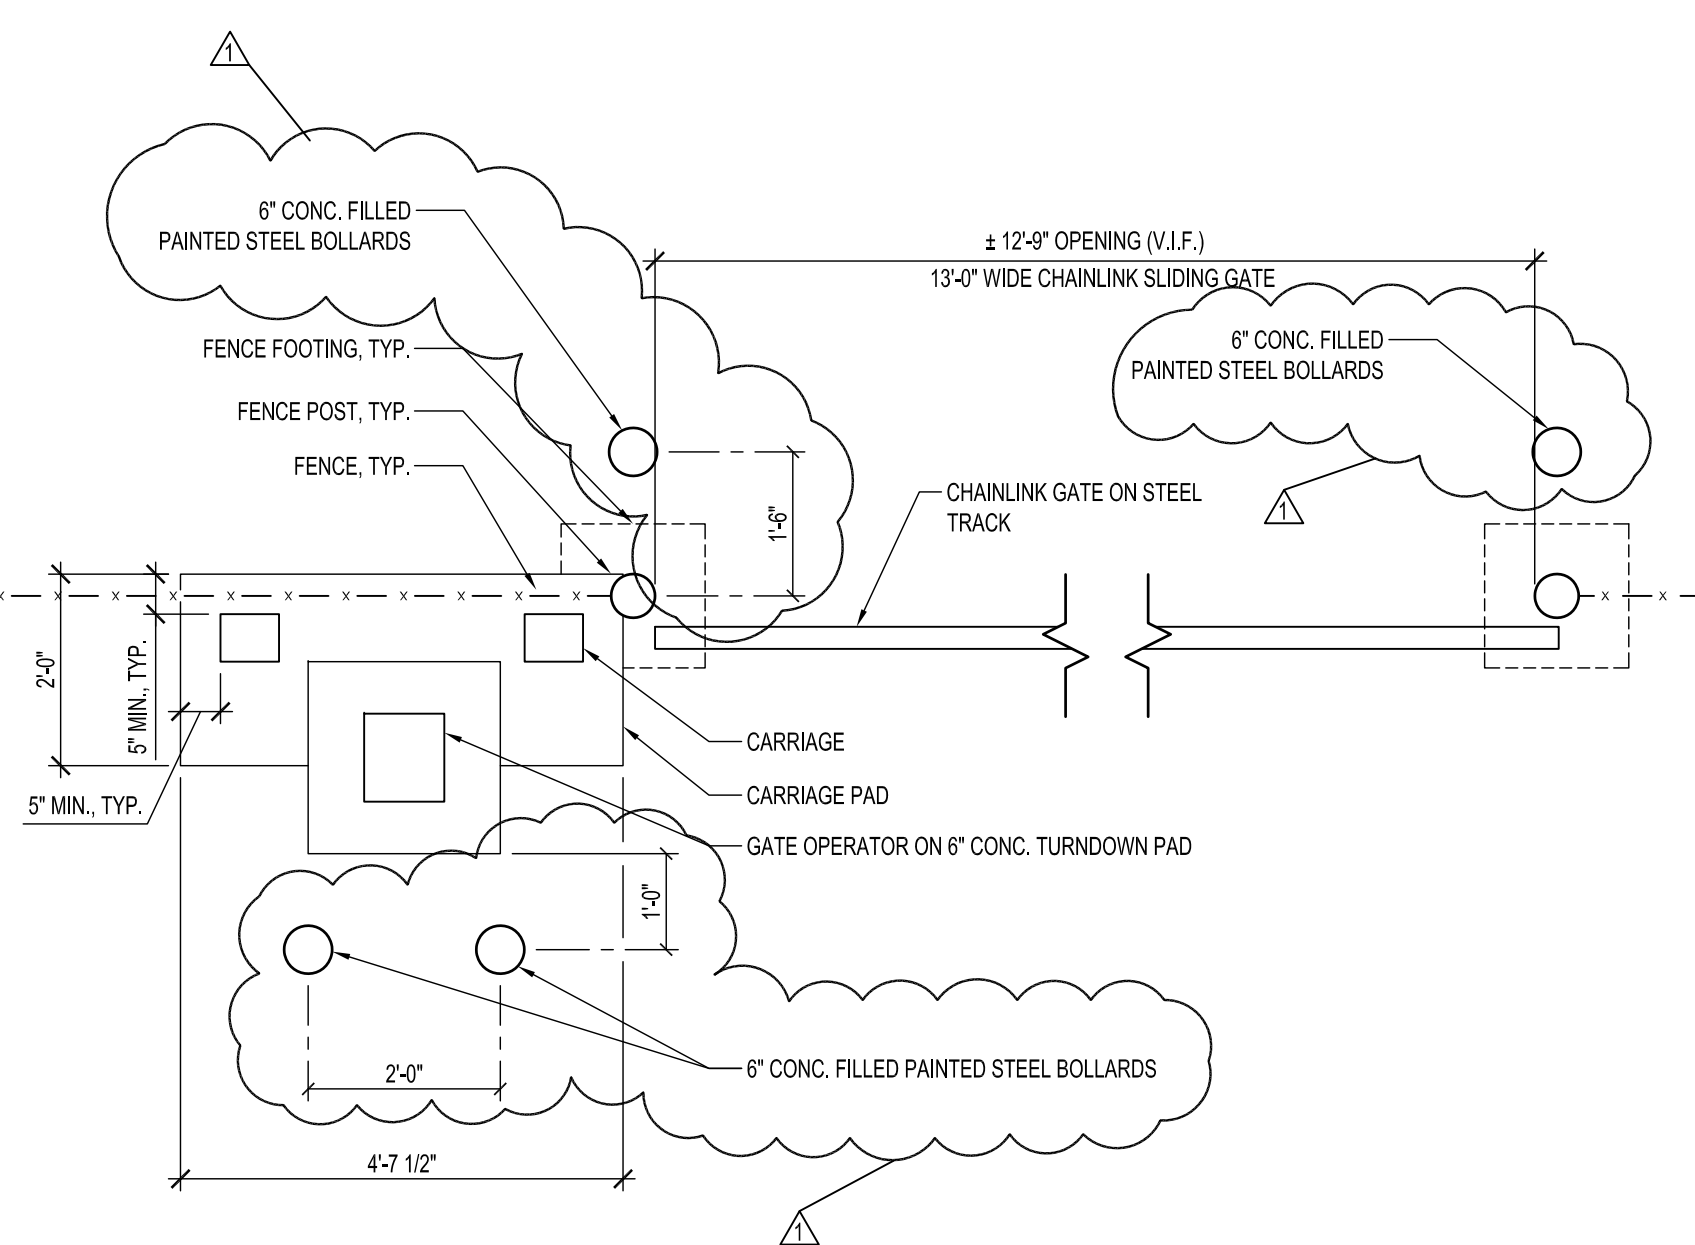 1
6" CONC. FILLED
PAINTED STEEL BOLLARDS
± 12'-9" OPENING (V.I.F.)
13'-0" WIDE CHAINLINK SLIDING GATE
6" CONC. FILLED
PAINTED STEEL BOLLARDS
FENCE FOOTING, TYP.
FENCE POST, TYP.
FENCE, TYP.
1'-6"
CHAINLINK GATE ON STEEL
TRACK
1
x x x x x x x x x x x x x
2'-0"
5" MIN., TYP.
5" MIN., TYP.
CARRIAGE
CARRIAGE PAD
GATE OPERATOR ON 6" CONC. TURNDOWN PAD
1'-0"
2'-0"
6" CONC. FILLED PAINTED STEEL BOLLARDS
4'-7 1/2"
1